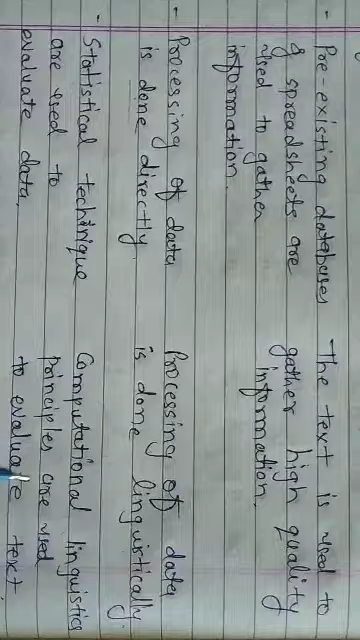 - Pre-existing databases
& spreadsheets are
used to gather
information.
The text is used to
gather high quality
information.
- Processing of data
is done directly.
Processing of data
is done linguistically.
- Statistical technique
are used to
evaluate data.
Computational linguistics
principles are used
to evaluate text.